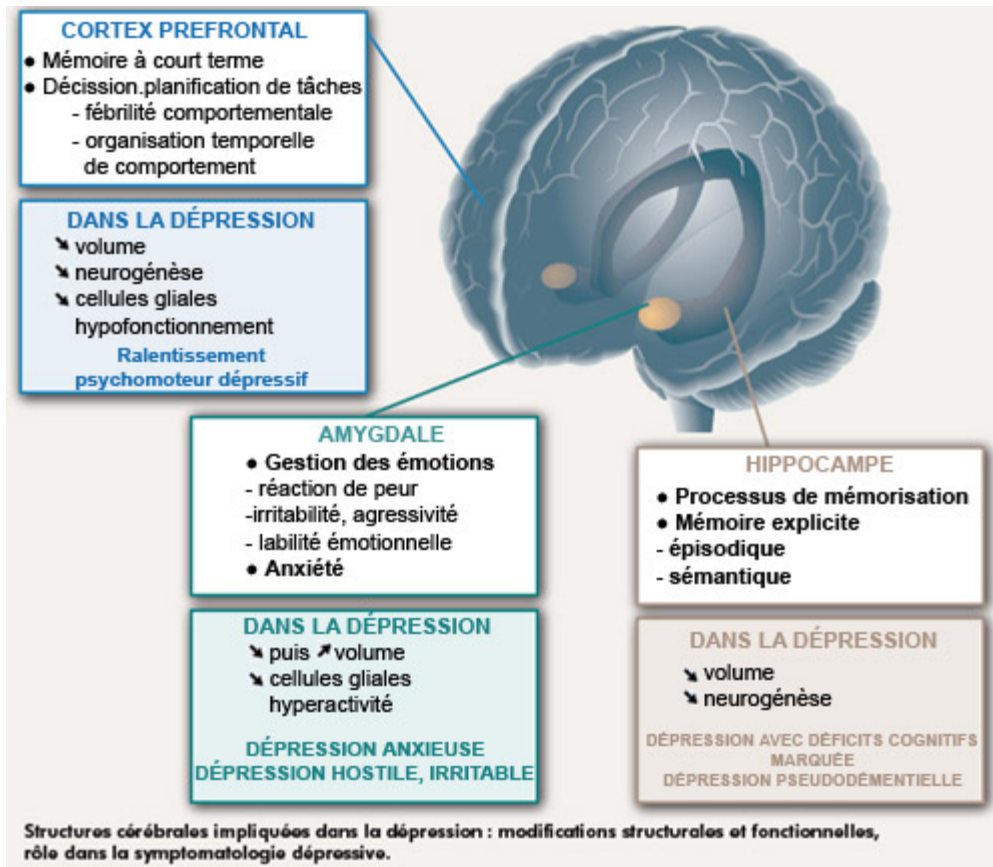 CORTEX PREFRONTAL
● Mémoire à court terme
● Décission.planification de tâches
- fébrilité comportementale
- organisation temporelle
de comportement
DANS LA DÉPRESSION
↘ volume
↘ neurogénèse
↘ cellules gliales
hypofonctionnement
Ralentissement
psychomoteur dépressif
AMYGDALE
● Gestion des émotions
- réaction de peur
-irritabilité, agressivité
- labilité émotionnelle
● Anxiété
DANS LA DÉPRESSION
↘ puis ↗ volume
↘ cellules gliales
hyperactivité
DÉPRESSION ANXIEUSE
DÉPRESSION HOSTILE, IRRITABLE
HIPPOCAMPE
● Processus de mémorisation
● Mémoire explicite
- épisodique
- sémantique
DANS LA DÉPRESSION
↘ volume
↘ neurogénèse
DÉPRESSION AVEC DÉFICITS COGNITIFS
MARQUÉE
DÉPRESSION PSEUDODÉMENTIELLE
Structures cérébrales impliquées dans la dépression : modifications structurales et fonctionnelles,
rôle dans la symptomatologie dépressive.